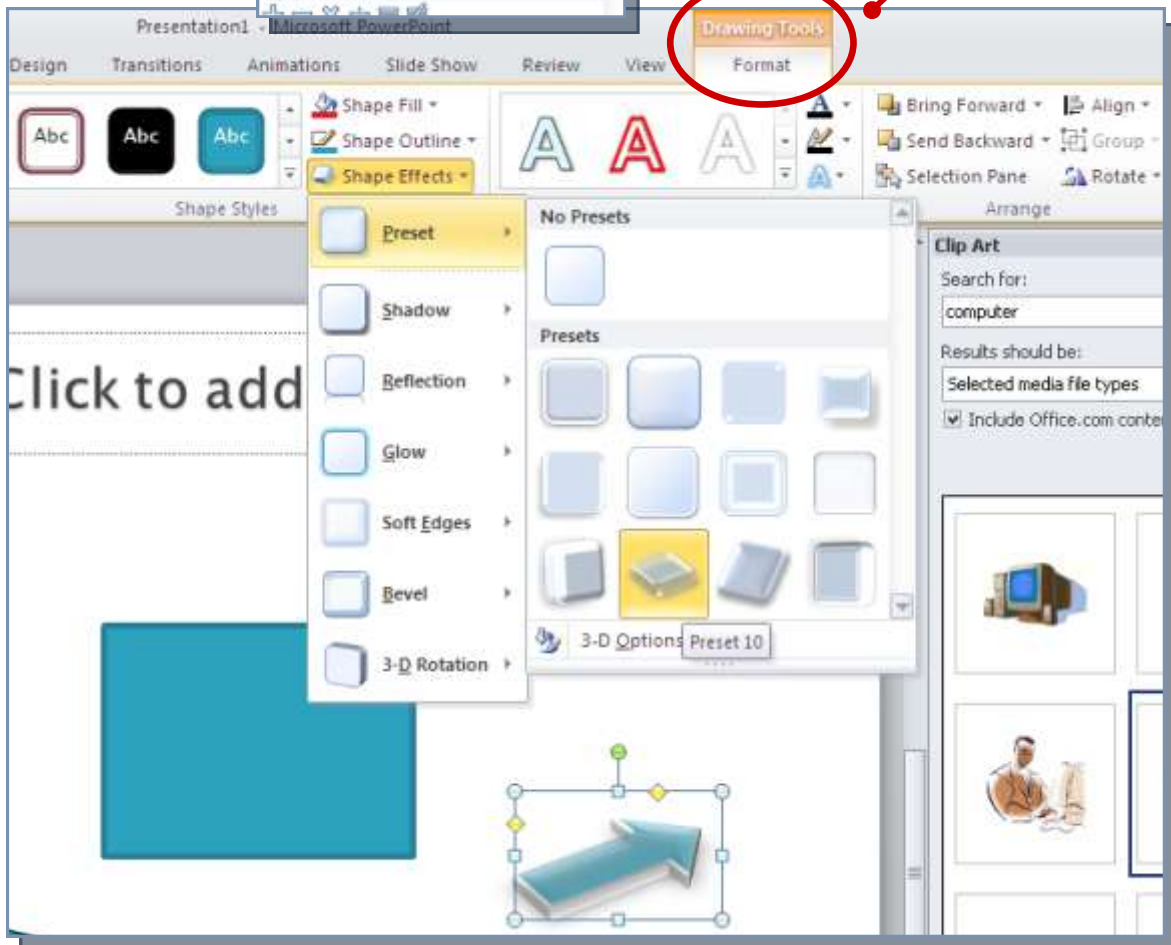 Presentation1 - Microsoft PowerPoint
Drawing Tools
Design Transitions Animations Slide Show Review View Format
Abc Abc Abc
Shape Fill
Shape Outline
Shape Effects
A A A
A
A
Bring Forward Align
Send Backward Group
Selection Pane Rotate
Shape Styles
Arrange
Preset
Shadow
Reflection
Glow
Soft Edges
Bevel
3-D Rotation
No Presets
Presets
3-D Options
Preset 10
Clip Art
Search for:
computer
Results should be:
Selected media file types
Include Office.com conte
Click to add